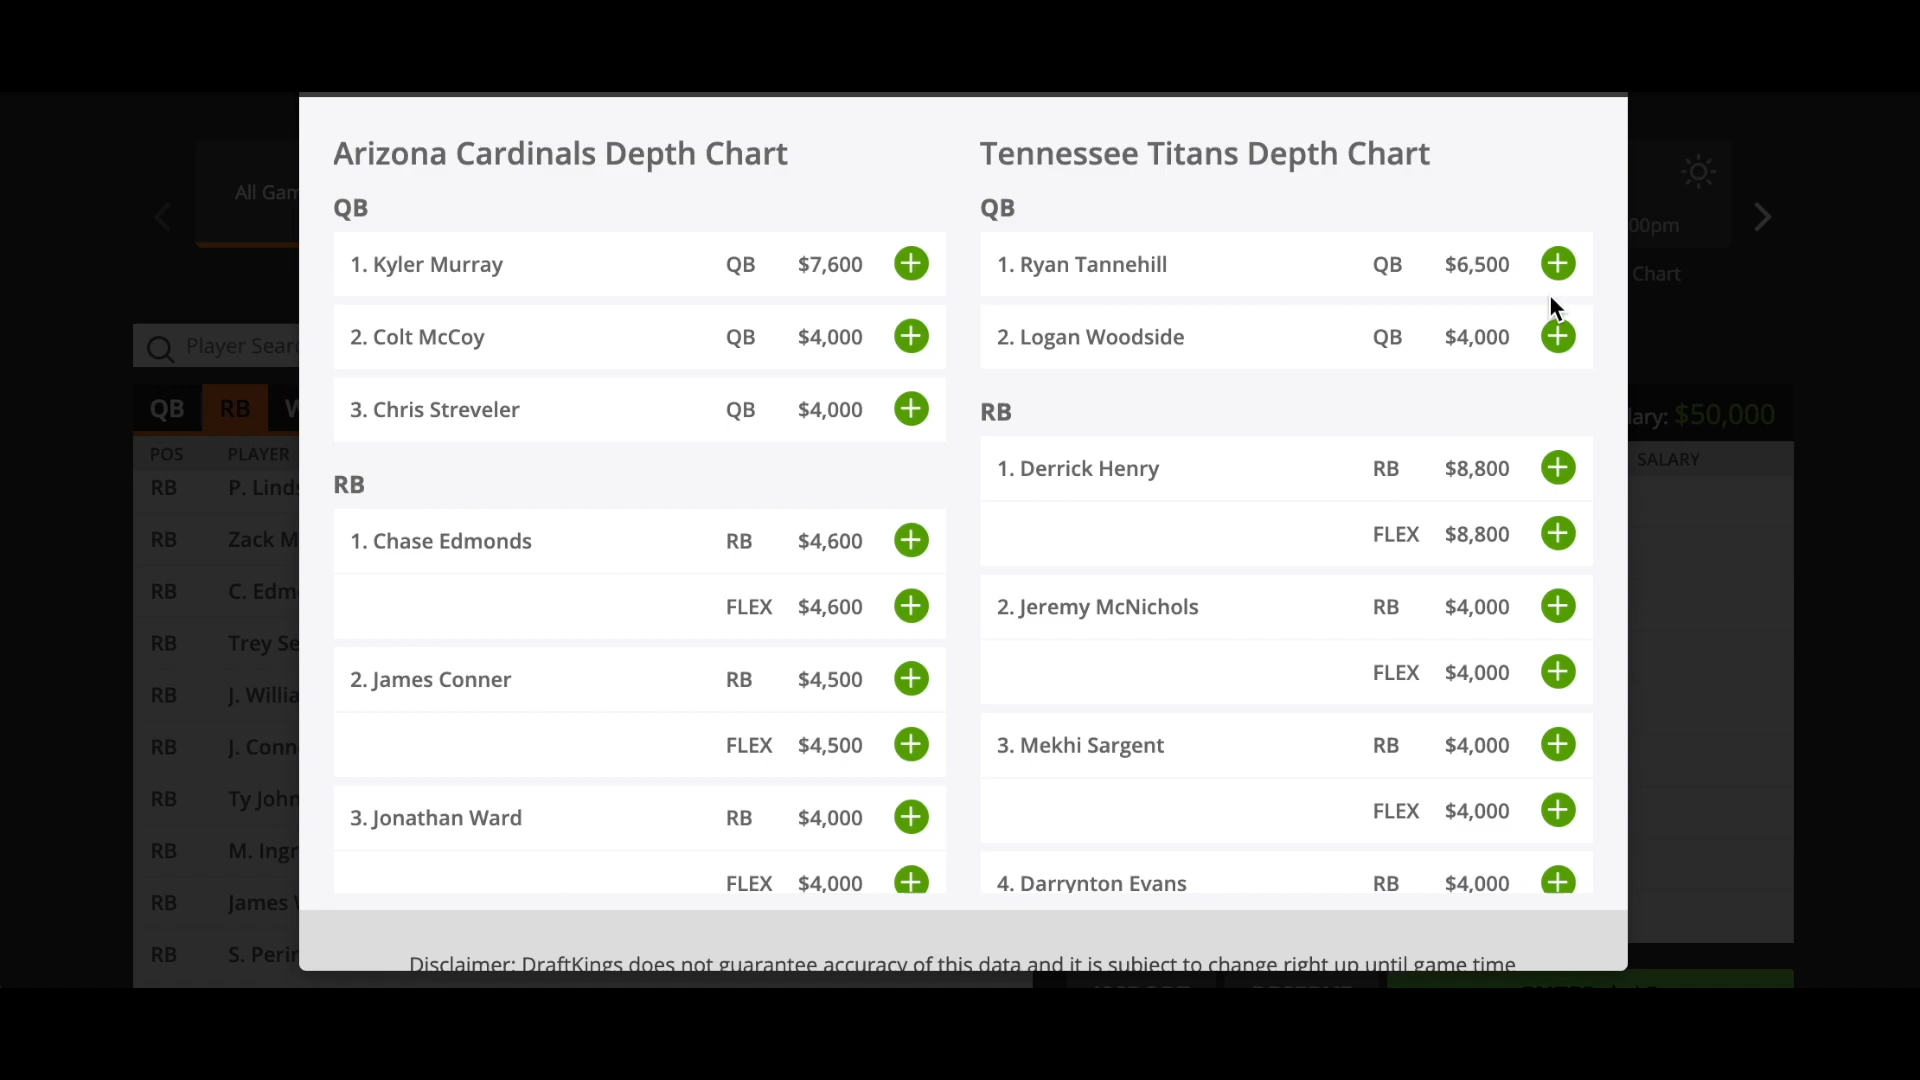 Arizona Cardinals Depth Chart
QB
1. Kyler Murray QB $7,600
2. Colt McCoy QB $4,000
3. Chris Streveler QB $4,000
RB
1. Chase Edmonds RB $4,600
FLEX $4,600
2. James Conner RB $4,500
FLEX $4,500
3. Jonathan Ward RB $4,000
FLEX $4,000
Tennessee Titans Depth Chart
QB
1. Ryan Tannehill QB $6,500
2. Logan Woodside QB $4,000
RB
1. Derrick Henry RB $8,800
FLEX $8,800
2. Jeremy McNichols RB $4,000
FLEX $4,000
3. Mekhi Sargent RB $4,000
FLEX $4,000
4. Darrynton Evans RB $4,000
Disclaimer: DraftKings does not guarantee accuracy of this data and it is subject to change right up until game time
All Gam
Player Sear
QB RB W
POS PLAYER
RB P. Linds
RB Zack M
RB C. Edm
RB Trey Se
RB J. Willia
RB J. Conn
RB Ty John
RB M. Ingr
RB James W
RB S. Perin
00pm
Chart
lary: $50,000
SALARY